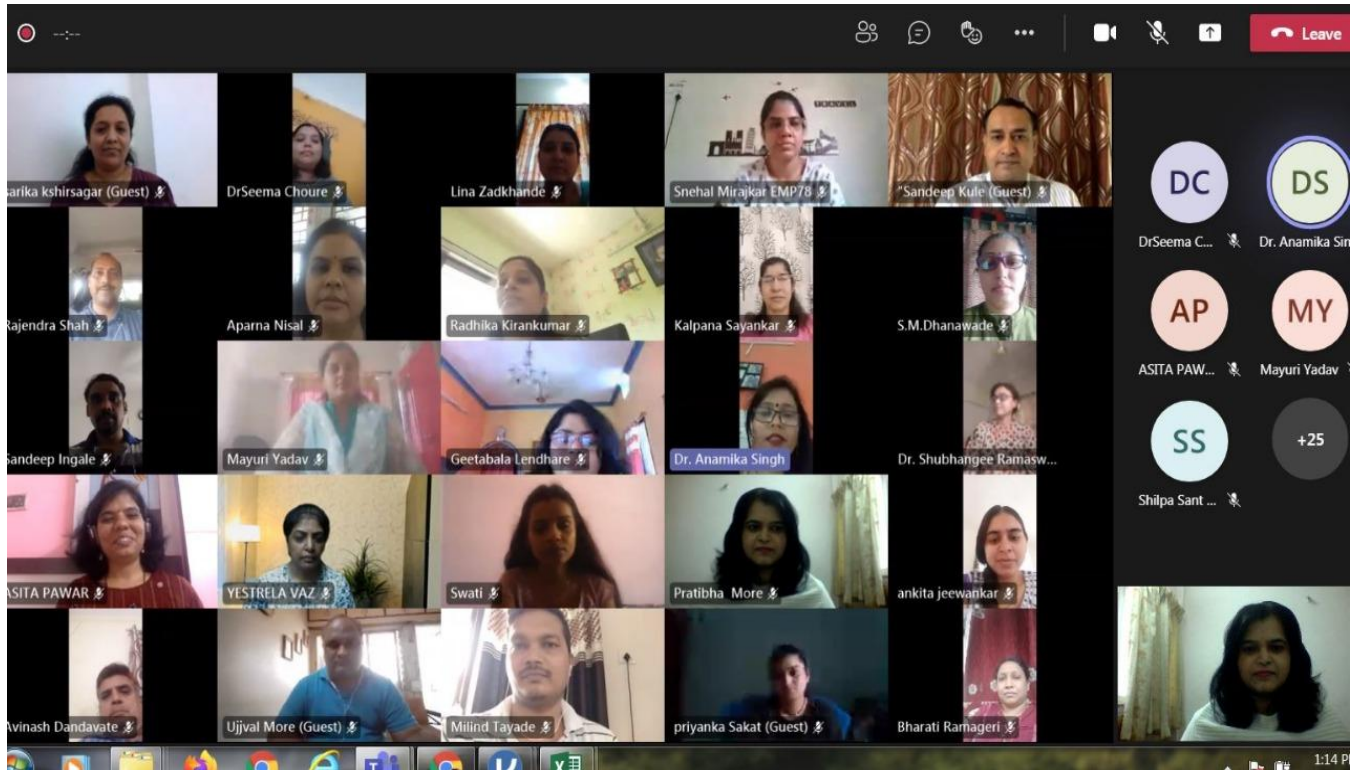 --:--
Leave
sarika kshirsagar (Guest)
DrSeema Choure
Lina Zadkhande
Snehal Mirajkar EMP78
"Sandeep Kule (Guest)
Rajendra Shah
Aparna Nisal
Radhika Kirankumar
Kalpana Sayankar
S.M.Dhanawade
Sandeep Ingale
Mayuri Yadav
Geetabala Lendhare
Dr. Anamika Singh
Dr. Shubhangee Ramasw...
ASITA PAWAR
YESTRELA VAZ
Swati
Pratibha More
ankita jeewankar
Avinash Dandavate
Ujjval More (Guest)
Milind Tayade
priyanka Sakat (Guest)
Bharati Ramageri
DC
DS
DrSeema C...
Dr. Anamika Sin
AP
MY
ASITA PAW...
Mayuri Yadav
SS
+25
Shilpa Sant ...
1:14 P